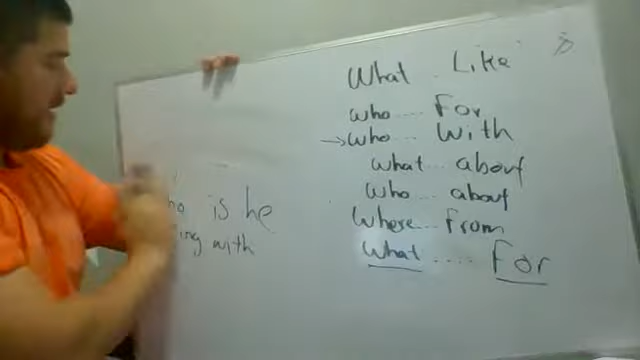 What . Like
who .... For
→ who .... With
what ... about
who ... about
Where... From
What .... For
is he
with